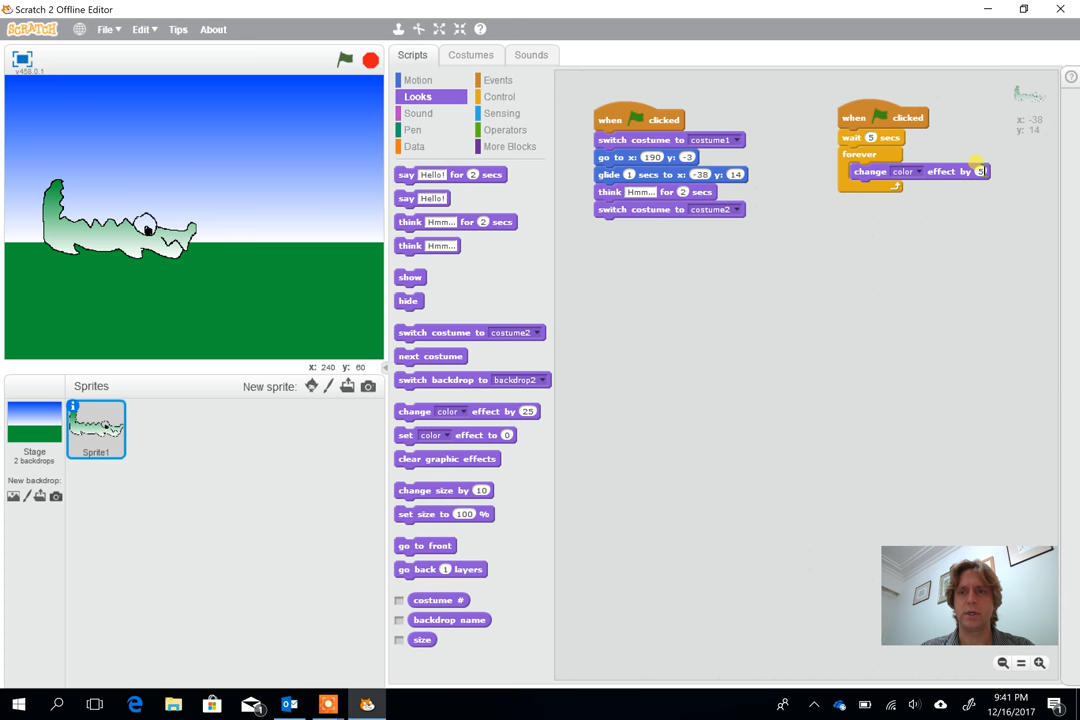 Scratch 2 Offline Editor
SCRATCH File Edit Tips About
v458.0.1
Scripts Costumes Sounds
Motion Events
Looks Control
Sound Sensing
Pen Operators
Data More Blocks
say Hello! for 2 secs
say Hello!
think Hmm... for 2 secs
think Hmm...
show
hide
switch costume to costume2
next costume
switch backdrop to backdrop2
change color effect by 25
set color effect to 0
clear graphic effects
change size by 10
set size to 100 %
go to front
go back 1 layers
costume #
backdrop name
size
when clicked
switch costume to costume1
go to x: 190 y: -3
glide 1 secs to x: -38 y: 14
think Hmm... for 2 secs
switch costume to costume2
when clicked
wait 5 secs
forever
change color effect by 5
x: -38
y: 14
x: 240 y: 60
Sprites New sprite:
Stage
2 backdrops
New backdrop:
Sprite1
9:41 PM
12/16/2017